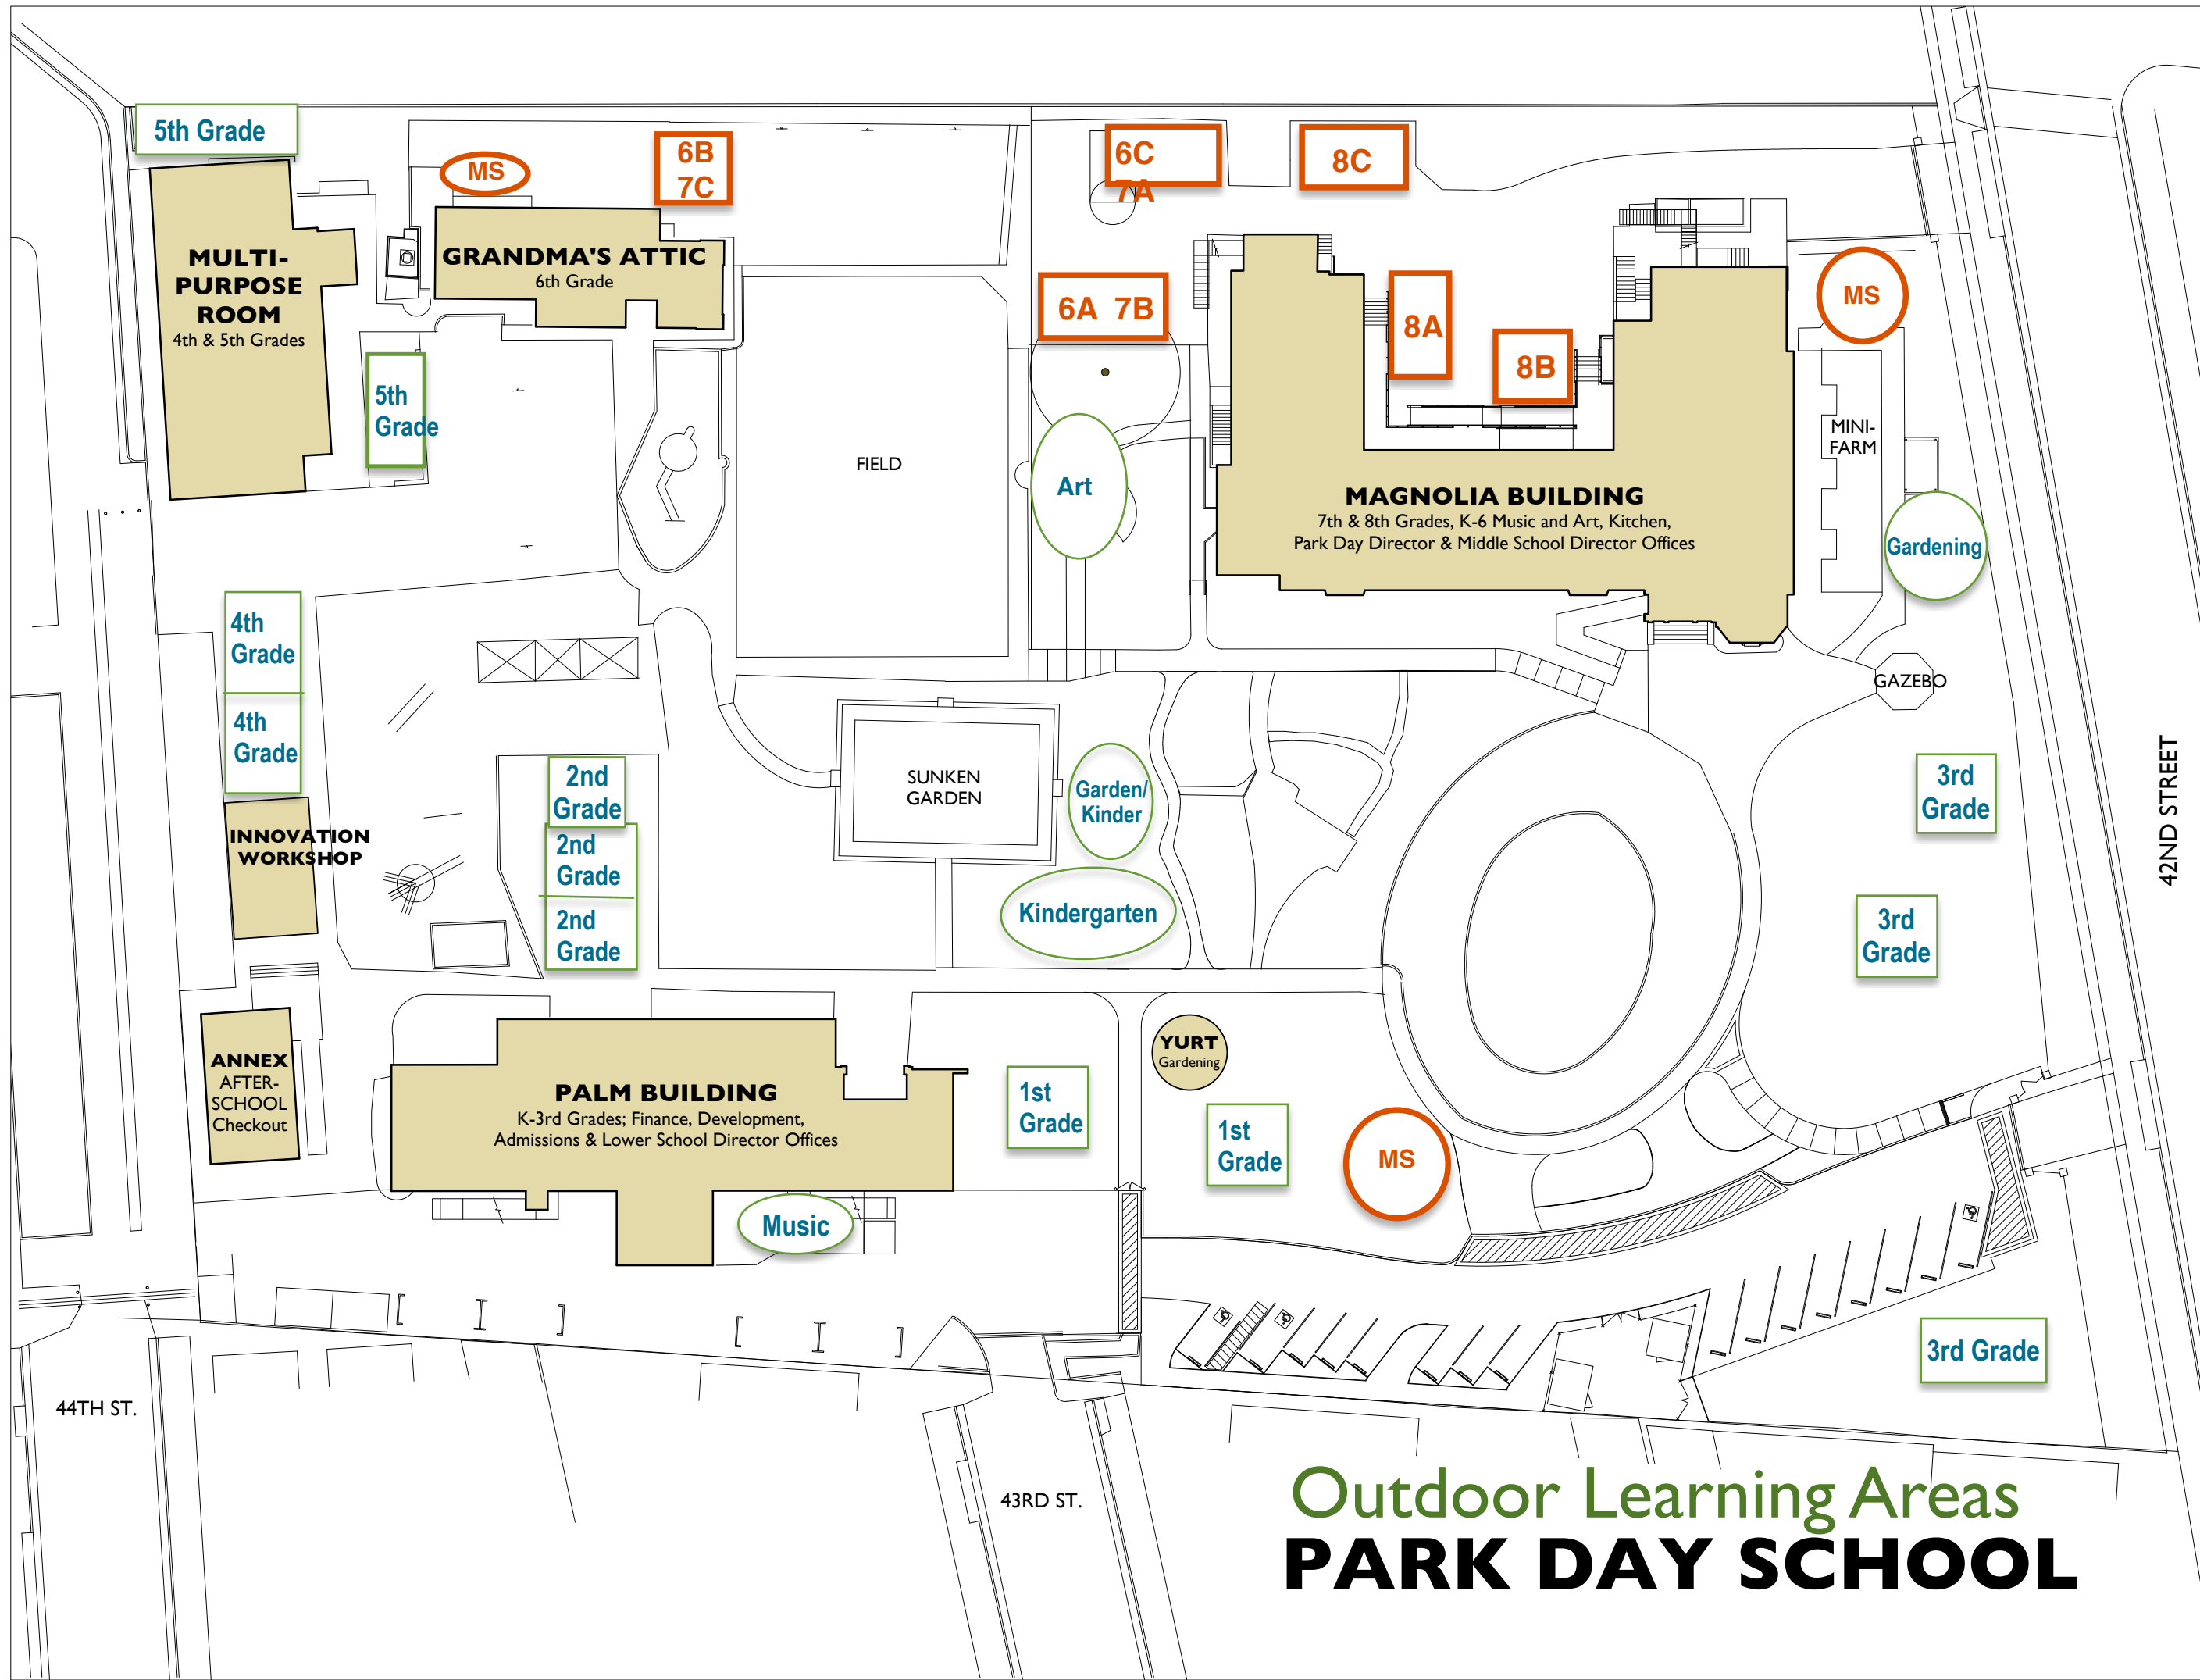 5th Grade
MS
6B
7C
6C
7A
8C
MULTI-
PURPOSE
ROOM
4th & 5th Grades
GRANDMA'S ATTIC
6th Grade
6A 7B
8A
8B
MS
5th
Grade
FIELD
Art
MINI-
FARM
MAGNOLIA BUILDING
7th & 8th Grades, K-6 Music and Art, Kitchen,
Park Day Director & Middle School Director Offices
Gardening
4th
Grade
4th
Grade
GAZEBO
2nd
Grade
2nd
Grade
2nd
Grade
SUNKEN
GARDEN
Garden/
Kinder
Kindergarten
3rd
Grade
3rd
Grade
42ND STREET
INNOVATION
WORKSHOP
ANNEX
AFTER-
SCHOOL
Checkout
PALM BUILDING
K-3rd Grades; Finance, Development,
Admissions & Lower School Director Offices
1st
Grade
YURT
Gardening
1st
Grade
MS
Music
3rd Grade
44TH ST.
43RD ST.
Outdoor Learning Areas
PARK DAY SCHOOL